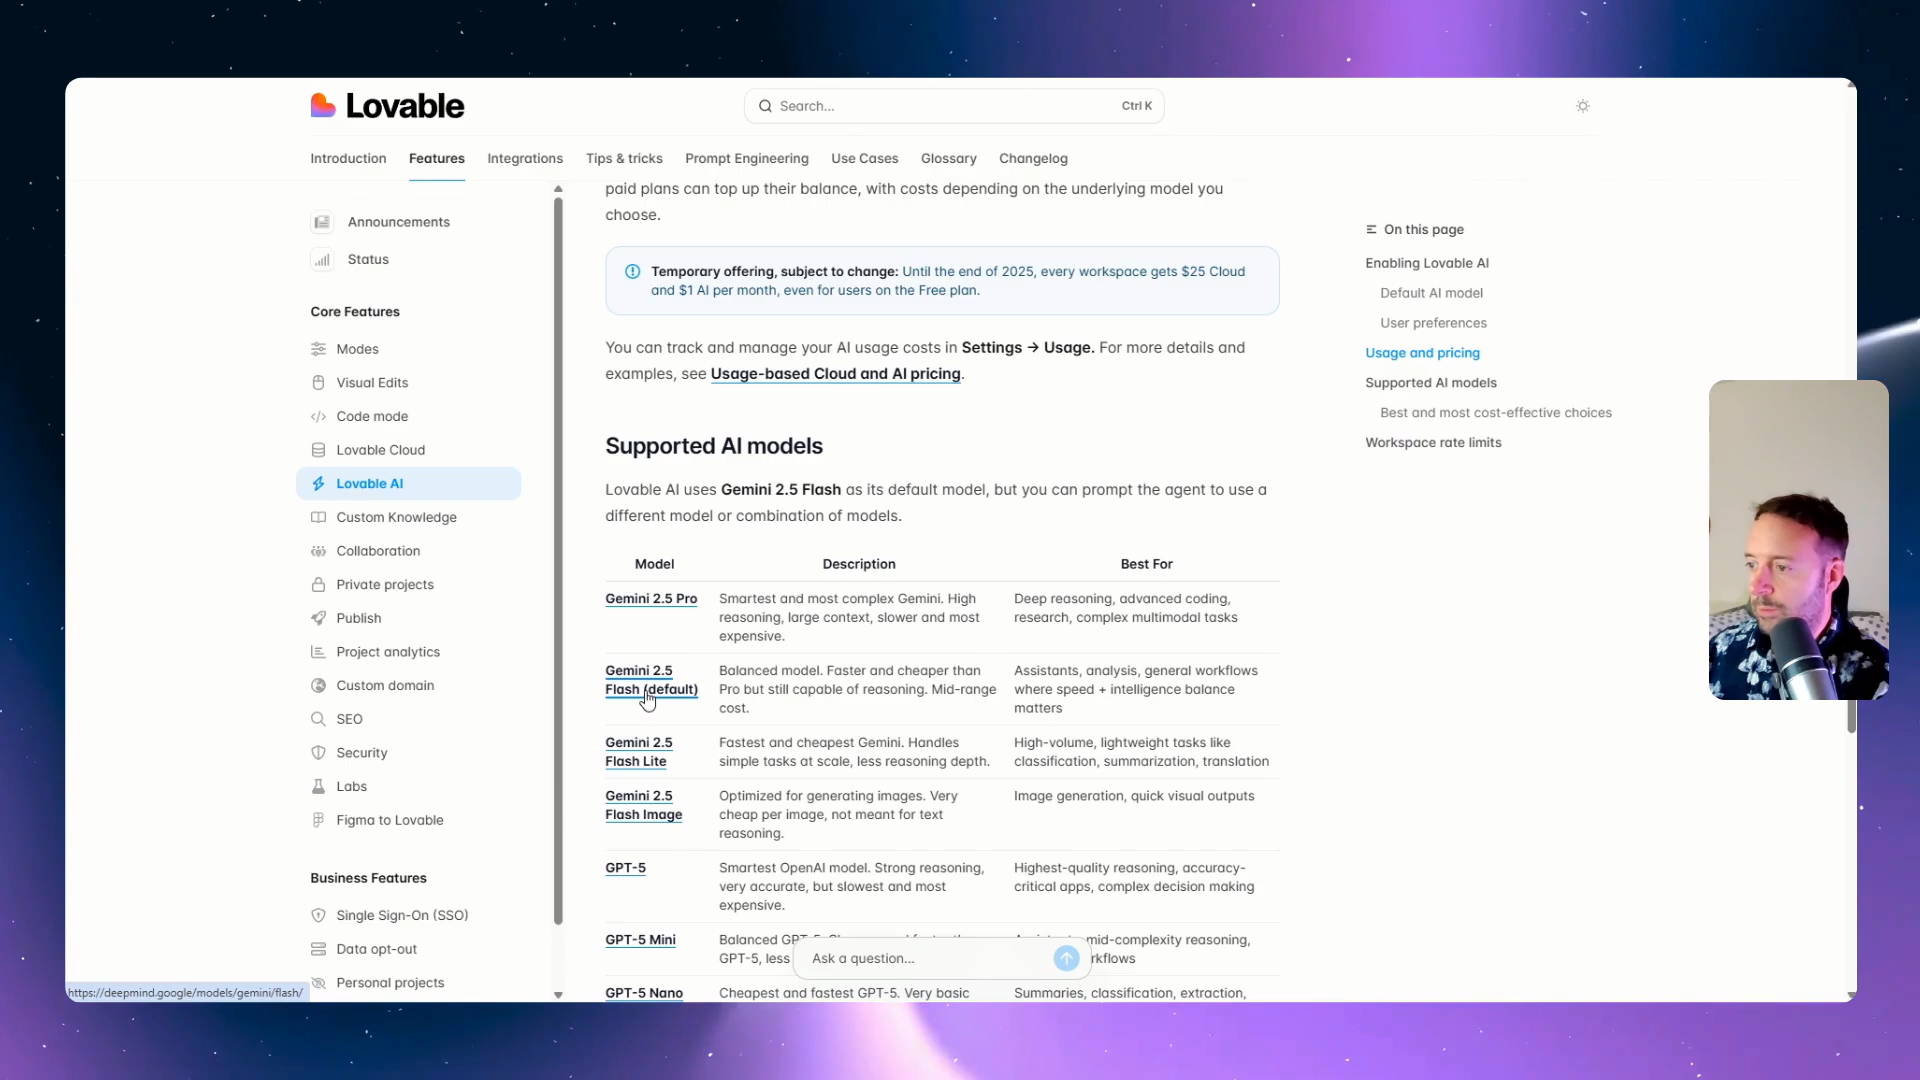 Lovable
Search...
Ctrl K
Introduction
Features
Integrations
Tips & tricks
Prompt Engineering
Use Cases
Glossary
Changelog
Announcements
Status
Core Features
Modes
Visual Edits
Code mode
Lovable Cloud
Lovable AI
Custom Knowledge
Collaboration
Private projects
Publish
Project analytics
Custom domain
SEO
Security
Labs
Figma to Lovable
Business Features
Single Sign-On (SSO)
Data opt-out
Personal projects
https://deepmind.google/models/gemini/flash/
paid plans can top up their balance, with costs depending on the underlying model you
choose.
Temporary offering, subject to change: Until the end of 2025, every workspace gets $25 Cloud
and $1 AI per month, even for users on the Free plan.
You can track and manage your AI usage costs in Settings → Usage. For more details and
examples, see Usage-based Cloud and AI pricing.
Supported AI models
Lovable AI uses Gemini 2.5 Flash as its default model, but you can prompt the agent to use a
different model or combination of models.
Model
Description
Best For
Gemini 2.5 Pro
Smartest and most complex Gemini. High
reasoning, large context, slower and most
expensive.
Deep reasoning, advanced coding,
research, complex multimodal tasks
Gemini 2.5
Flash (default)
Balanced model. Faster and cheaper than
Pro but still capable of reasoning. Mid-range
cost.
Assistants, analysis, general workflows
where speed + intelligence balance
matters
Gemini 2.5
Flash Lite
Fastest and cheapest Gemini. Handles
simple tasks at scale, less reasoning depth.
High-volume, lightweight tasks like
classification, summarization, translation
Gemini 2.5
Flash Image
Optimized for generating images. Very
cheap per image, not meant for text
reasoning.
Image generation, quick visual outputs
GPT-5
Smartest OpenAI model. Strong reasoning,
very accurate, but slowest and most
expensive.
Highest-quality reasoning, accuracy-
critical apps, complex decision making
GPT-5 Mini
Balanced
GPT-5, less
mid-complexity reasoning,
Ask a question...
GPT-5 Nano
Cheapest and fastest GPT-5. Very basic
Summaries, classification, extraction,
On this page
Enabling Lovable AI
Default AI model
User preferences
Usage and pricing
Supported AI models
Best and most cost-effective choices
Workspace rate limits